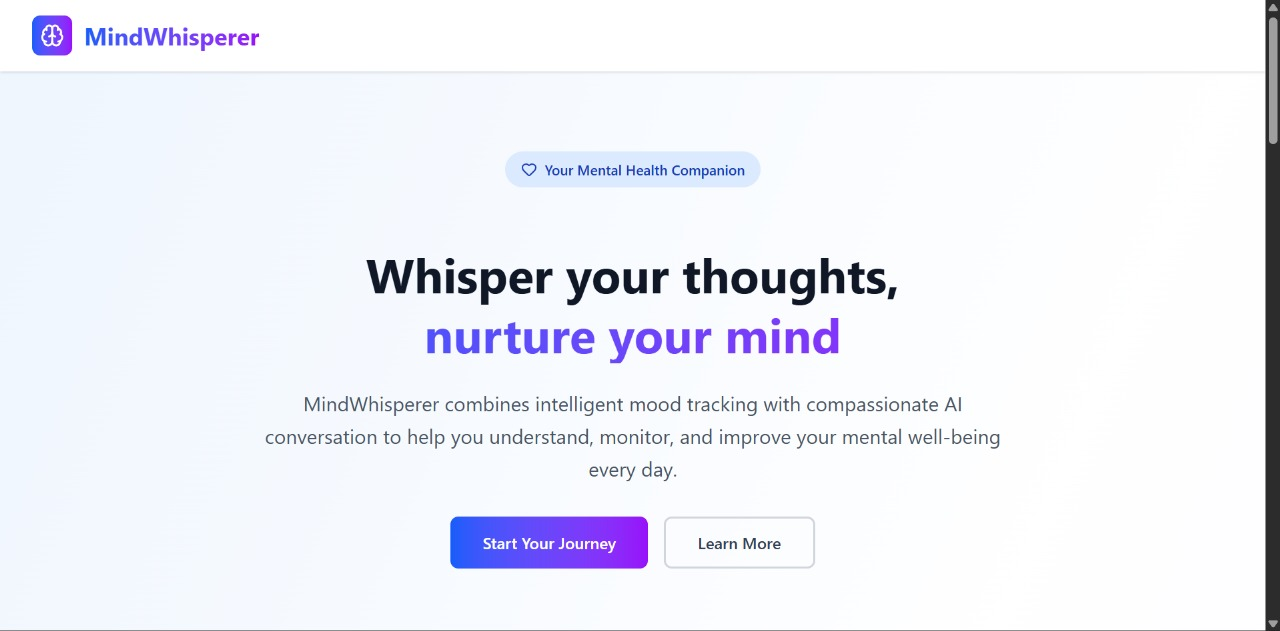 MindWhisperer
Your Mental Health Companion
Whisper your thoughts,
nurture your mind
MindWhisperer combines intelligent mood tracking with compassionate AI
conversation to help you understand, monitor, and improve your mental well-being
every day.
Start Your Journey
Learn More